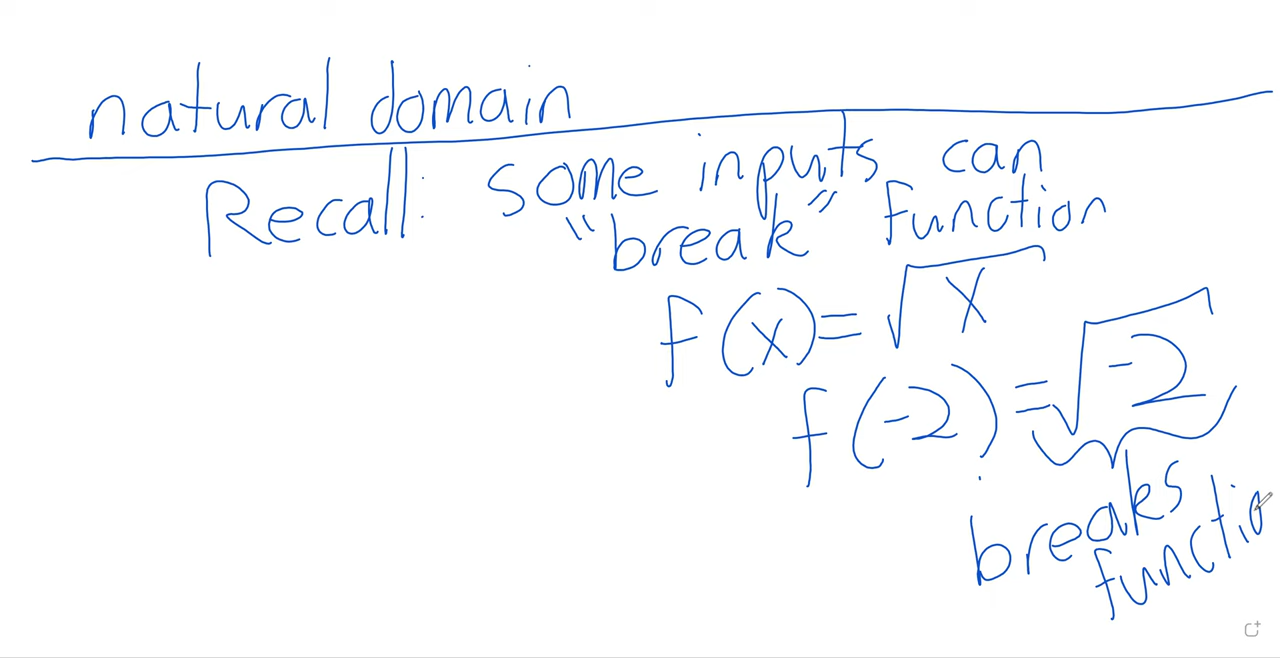 natural domain
Recall: some inputs can
"break" function
f(x)=√x
f(-2)=√-2
breaks
functio